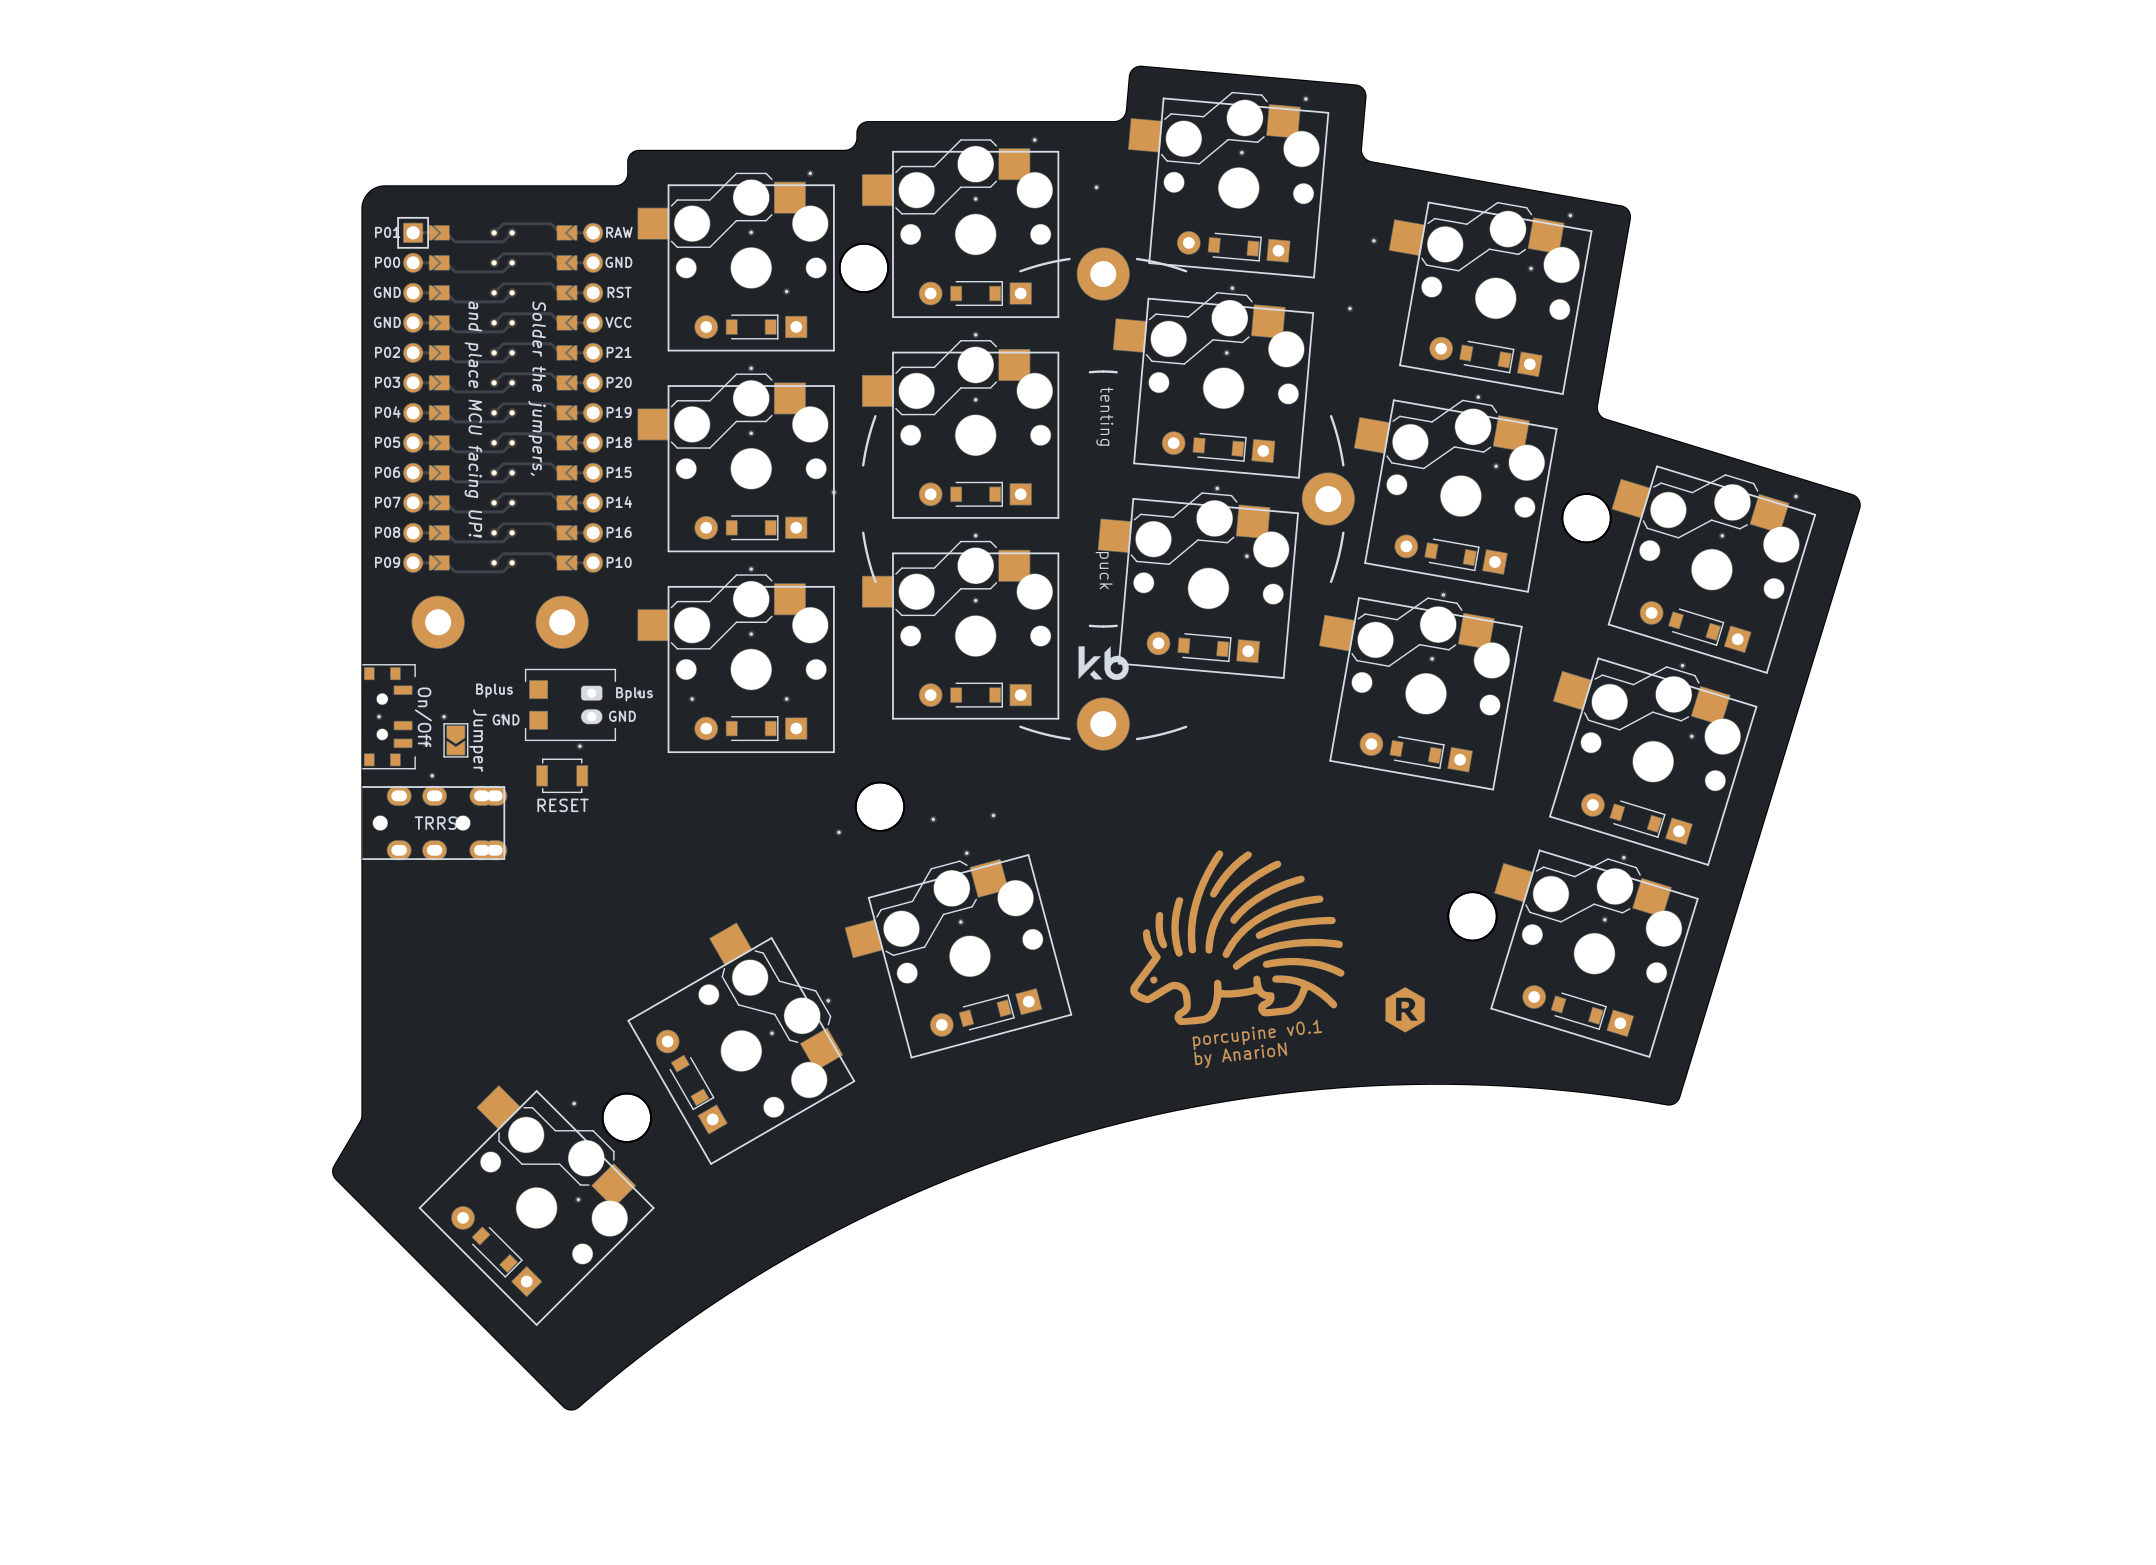 P01 RAW
P00 GND
GND RST
GND VCC
P02 P21
P03 P20
P04 P19
P05 P18
P06 P15
P07 P14
P08 P16
P09 P10
Solder the jumpers,
and place MCU facing UP!
tenting
puck
kb
On/Off
Jumper
Bplus
GND
Bplus
GND
RESET
TRRS
R
porcupine v0.1
by AnarioN